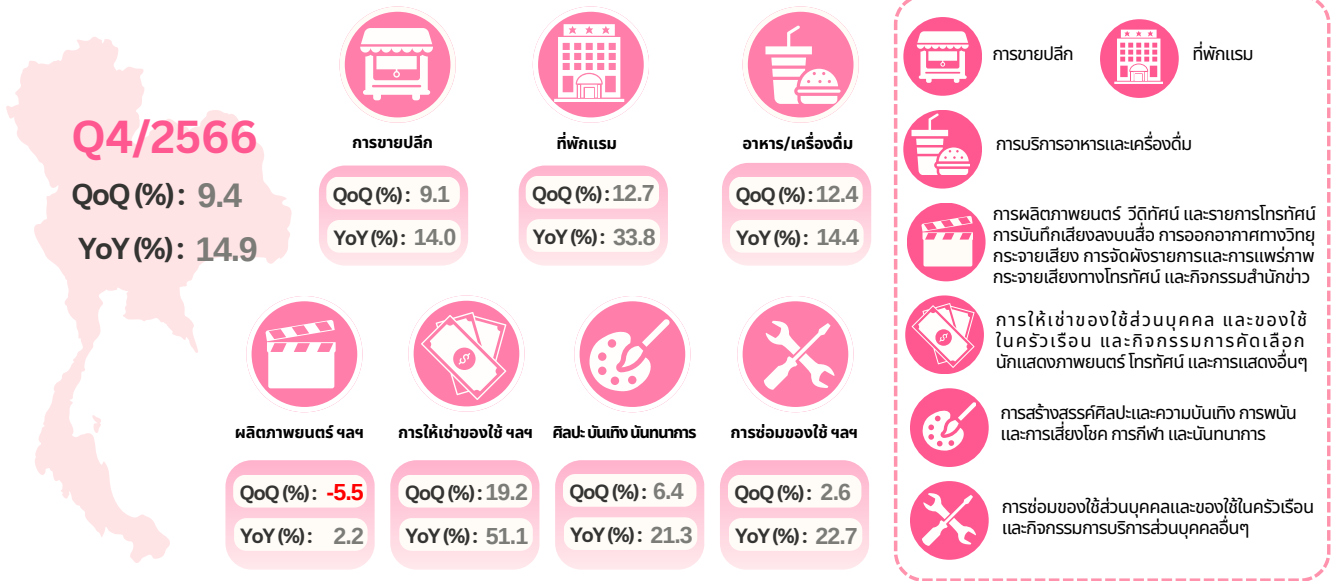 Q4/2566
QoQ (%) : 9.4
YoY (%) : 14.9
การขายปลีก
QoQ (%) : 9.1
YoY (%) : 14.0
ที่พักแรม
QoQ (%) : 12.7
YoY (%) : 33.8
อาหาร/เครื่องดื่ม
QoQ (%) : 12.4
YoY (%) : 14.4
ผลิตภาพยนตร์ ฯลฯ
QoQ (%) : -5.5
YoY (%) : 2.2
การให้เช่าของใช้ ฯลฯ
QoQ (%) : 19.2
YoY (%) : 51.1
ศิลปะ บันเทิง นันทนาการ
QoQ (%) : 6.4
YoY (%) : 21.3
การซ่อมของใช้ ฯลฯ
QoQ (%) : 2.6
YoY (%) : 22.7
การขายปลีก
ที่พักแรม
การบริการอาหารและเครื่องดื่ม
การผลิตภาพยนตร์ วีดิทัศน์ และรายการโทรทัศน์
การบันทึกเสียงลงบนสื่อ การออกอากาศทางวิทยุ
กระจายเสียง การจัดผังรายการและการแพร่ภาพ
กระจายเสียงทางโทรทัศน์ และกิจกรรมสำนักข่าว
การให้เช่าของใช้ส่วนบุคคล และของใช้
ในครัวเรือน และกิจกรรมการคัดเลือก
นักแสดงภาพยนตร์ โทรทัศน์ และการแสดงอื่นๆ
การสร้างสรรค์ศิลปะและความบันเทิง การพนัน
และการเสี่ยงโชค การกีฬา และนันทนาการ
การซ่อมของใช้ส่วนบุคคลและของใช้ในครัวเรือน
และกิจกรรมการบริการส่วนบุคคลอื่นๆ